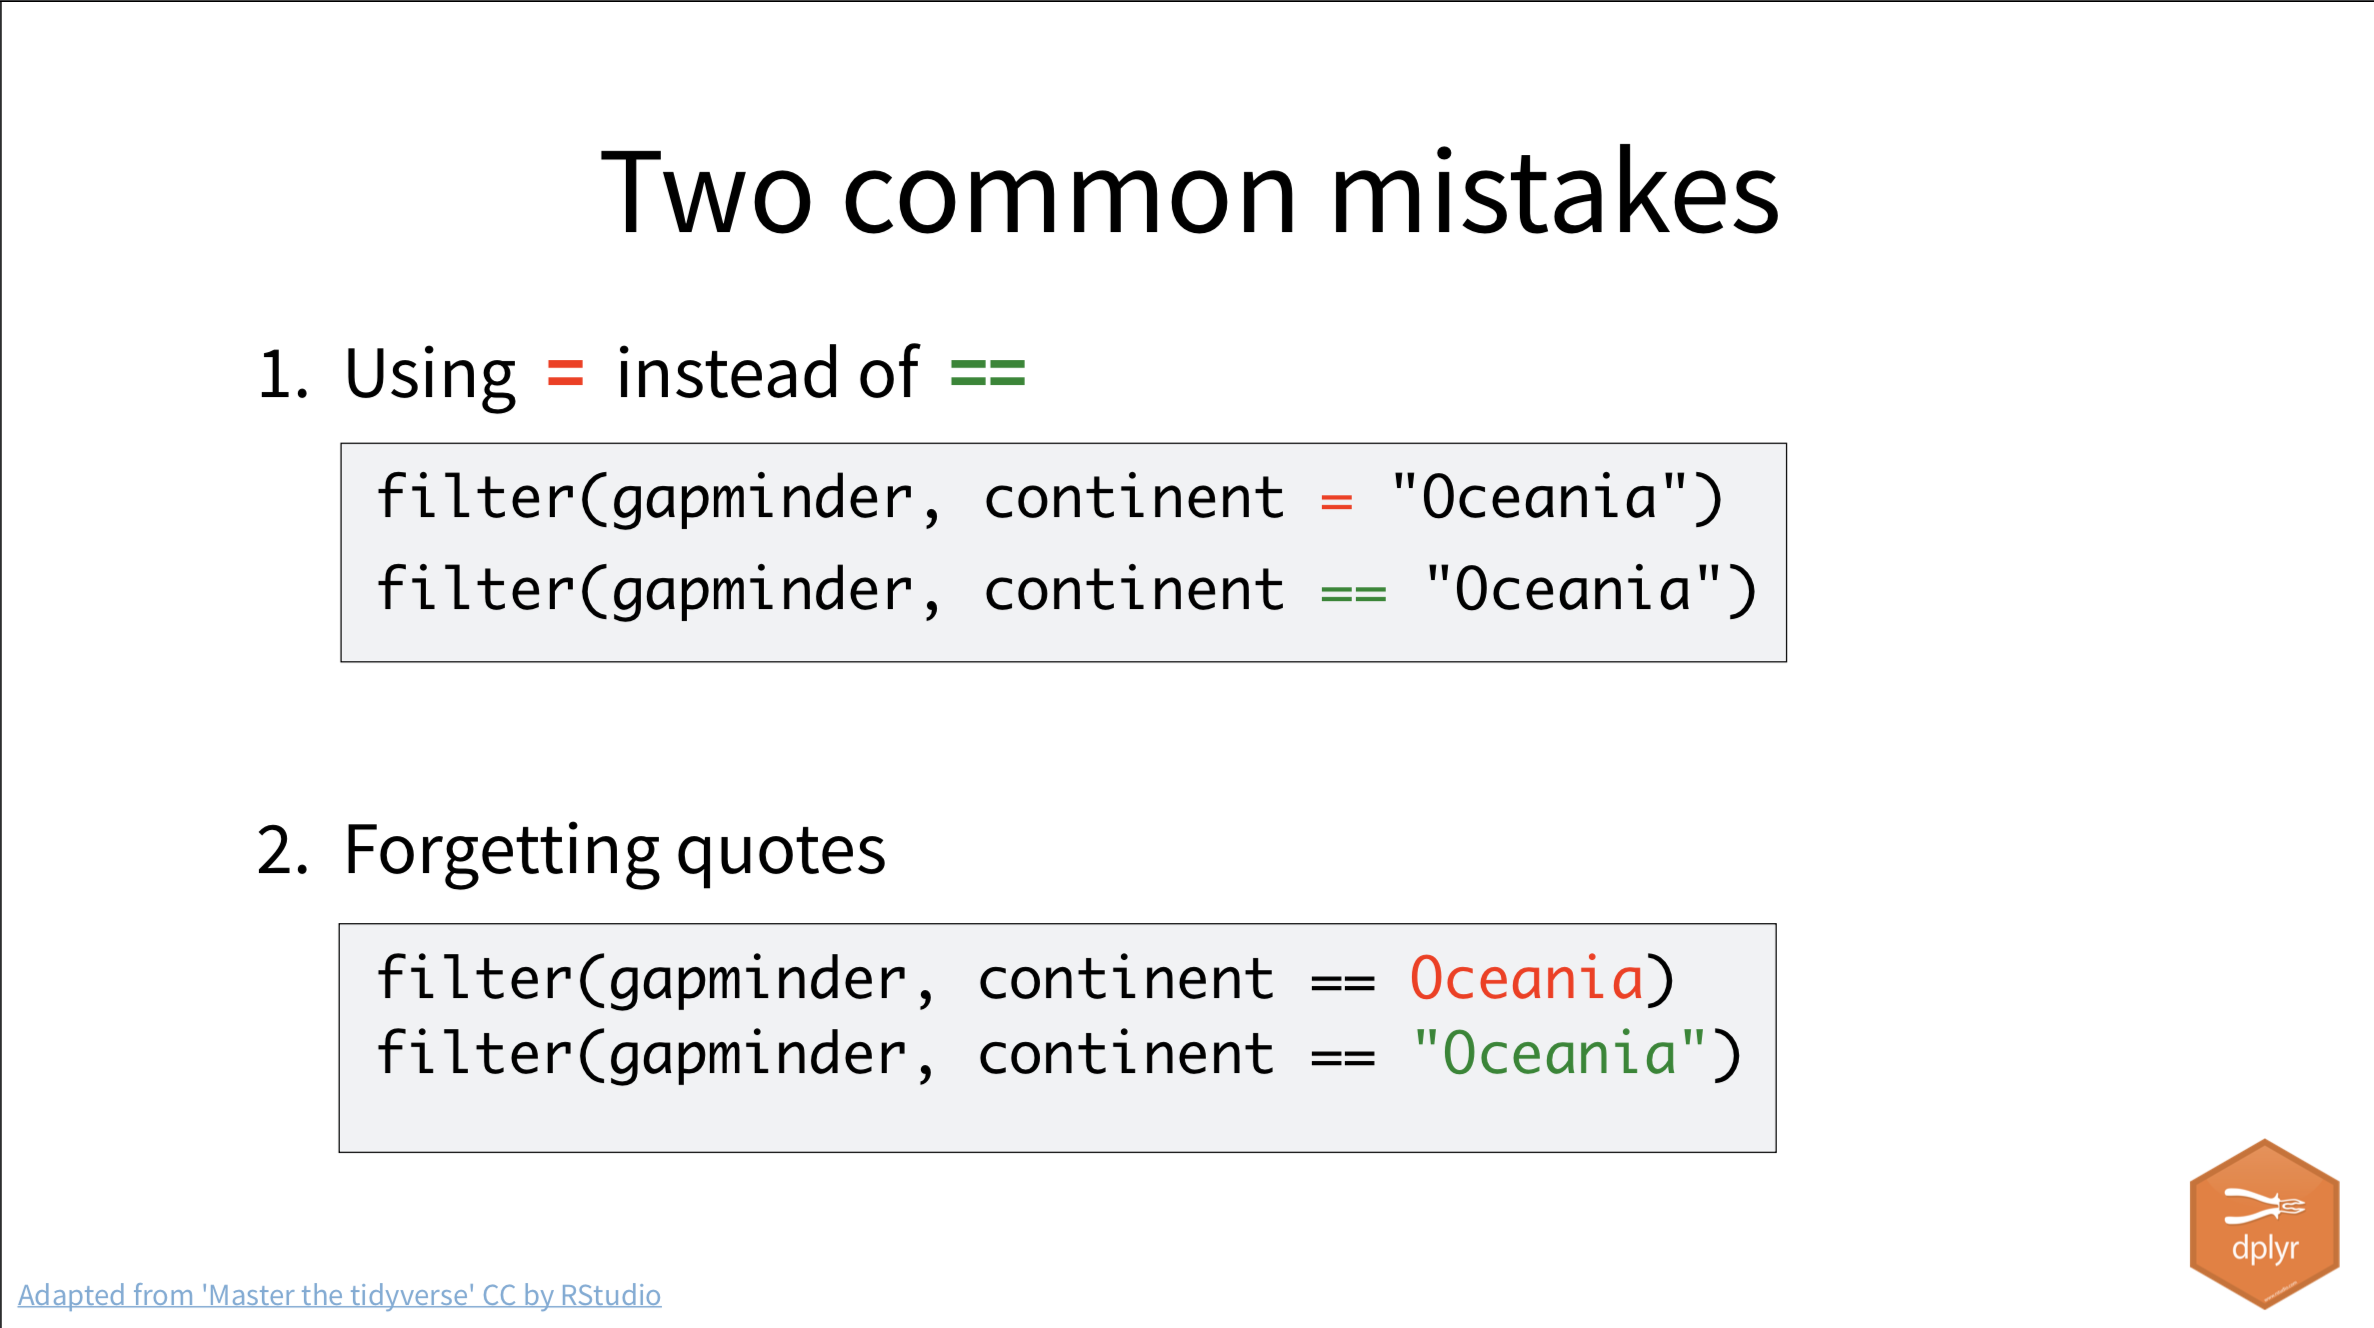 Two common mistakes
1. Using = instead of ==
filter(gapminder, continent = "Oceania")
filter(gapminder, continent == "Oceania")
2. Forgetting quotes
filter(gapminder, continent == Oceania)
filter(gapminder, continent == "Oceania")
dplyr
Adapted from 'Master the tidyverse' CC by RStudio